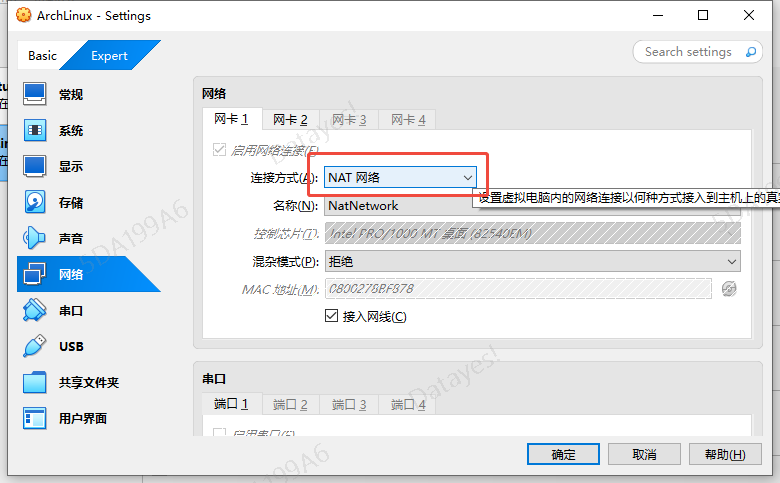 ArchLinux - Settings
Basic
Expert
Search settings
常规
系统
显示
存储
声音
网络
串口
USB
共享文件夹
用户界面
网络
网卡 1
网卡 2
网卡 3
网卡 4
启用网络连接(E)
连接方式(A):
NAT 网络
设置虚拟电脑内的网络连接以何种方式接入到主机上的真
名称(N):
NatNetwork
控制芯片(T):
Intel PRO/1000 MT 桌面 (82540EM)
混杂模式(P):
拒绝
MAC 地址(M):
0800278BF878
接入网线(C)
串口
端口 1
端口 2
端口 3
端口 4
启用串口(E)
确定
取消
帮助(H)
Datayes!
5DA199A6
Datayes!